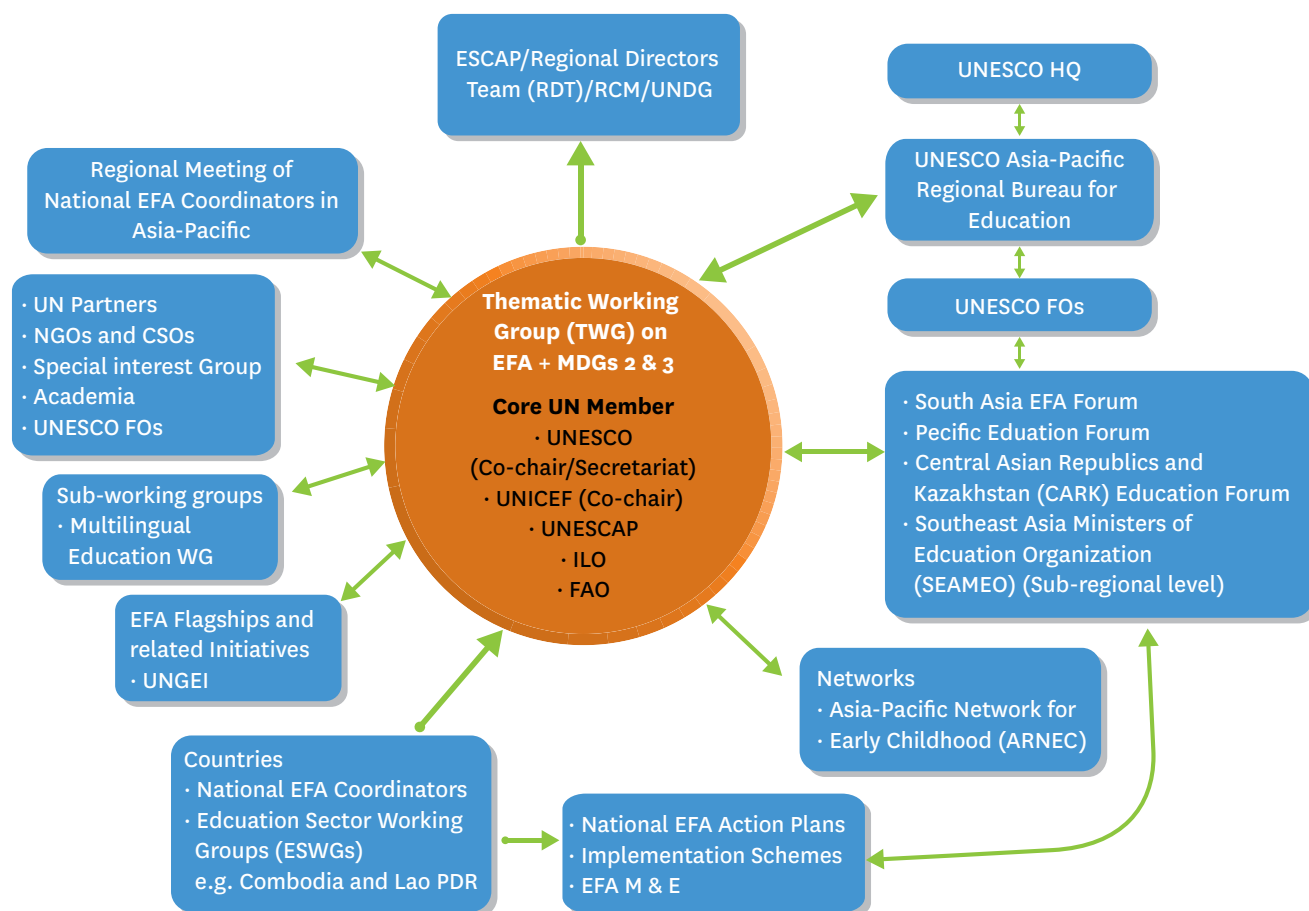 ESCAP/Regional Directors
Team (RDT)/RCM/UNDG
UNESCO HQ
UNESCO Asia-Pacific
Regional Bureau for
Education
UNESCO FOs
Regional Meeting of
National EFA Coordinators in
Asia-Pacific
· UN Partners
· NGOs and CSOs
· Special interest Group
· Academia
· UNESCO FOs
Sub-working groups
· Multilingual
Education WG
EFA Flagships and
related Initiatives
· UNGEI
Thematic Working
Group (TWG) on
EFA + MDGs 2 & 3
Core UN Member
· UNESCO
(Co-chair/Secretariat)
· UNICEF (Co-chair)
· UNESCAP
· ILO
· FAO
· South Asia EFA Forum
· Pecific Eduation Forum
· Central Asian Republics and
Kazakhstan (CARK) Education Forum
· Southeast Asia Ministers of
Edcuation Organization
(SEAMEO) (Sub-regional level)
Networks
· Asia-Pacific Network for
· Early Childhood (ARNEC)
Countries
· National EFA Coordinators
· Edcuation Sector Working
Groups (ESWGs)
e.g. Combodia and Lao PDR
· National EFA Action Plans
· Implementation Schemes
· EFA M & E